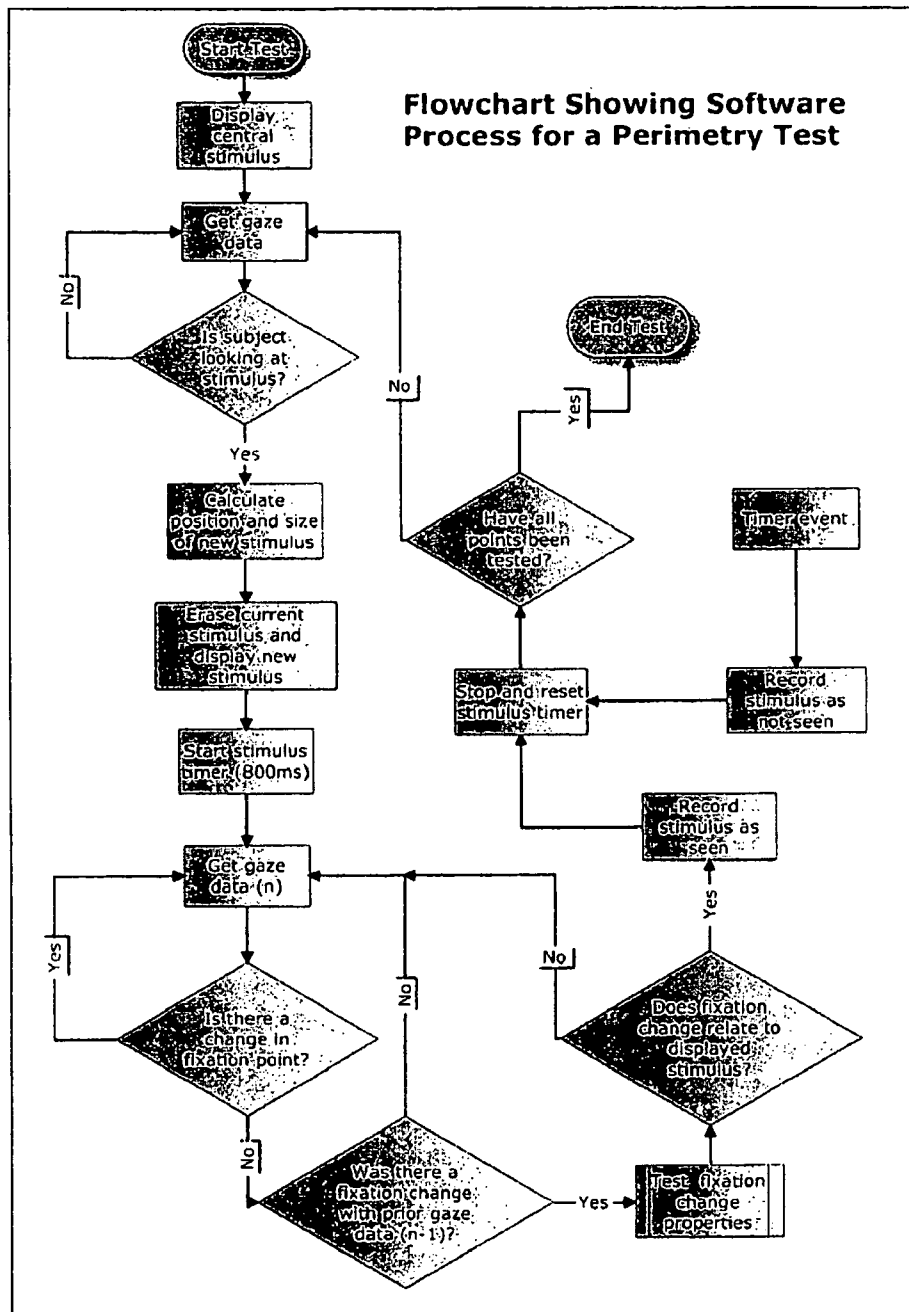 Start Test
Flowchart Showing Software
Process for a Perimetry Test
Display
central
stimulus
Get gaze
data
No
Is subject
looking at
stimulus?
Yes
End Test
No
Yes
Calculate
position and size
of new stimulus
Have all
points been
tested?
Timer event
Erase current
stimulus and
display new
stimulus
Stop and reset
stimulus timer
Record
stimulus as
not seen
Start stimulus
timer (800ms)
Record
stimulus as
seen
Get gaze
data (n)
Yes
No
No
Yes
Is there a
change in
fixation point?
Does fixation
change relate to
displayed
stimulus?
No
Was there a
fixation change
with prior gaze
data (n-1)?
Yes
Test fixation
change
properties